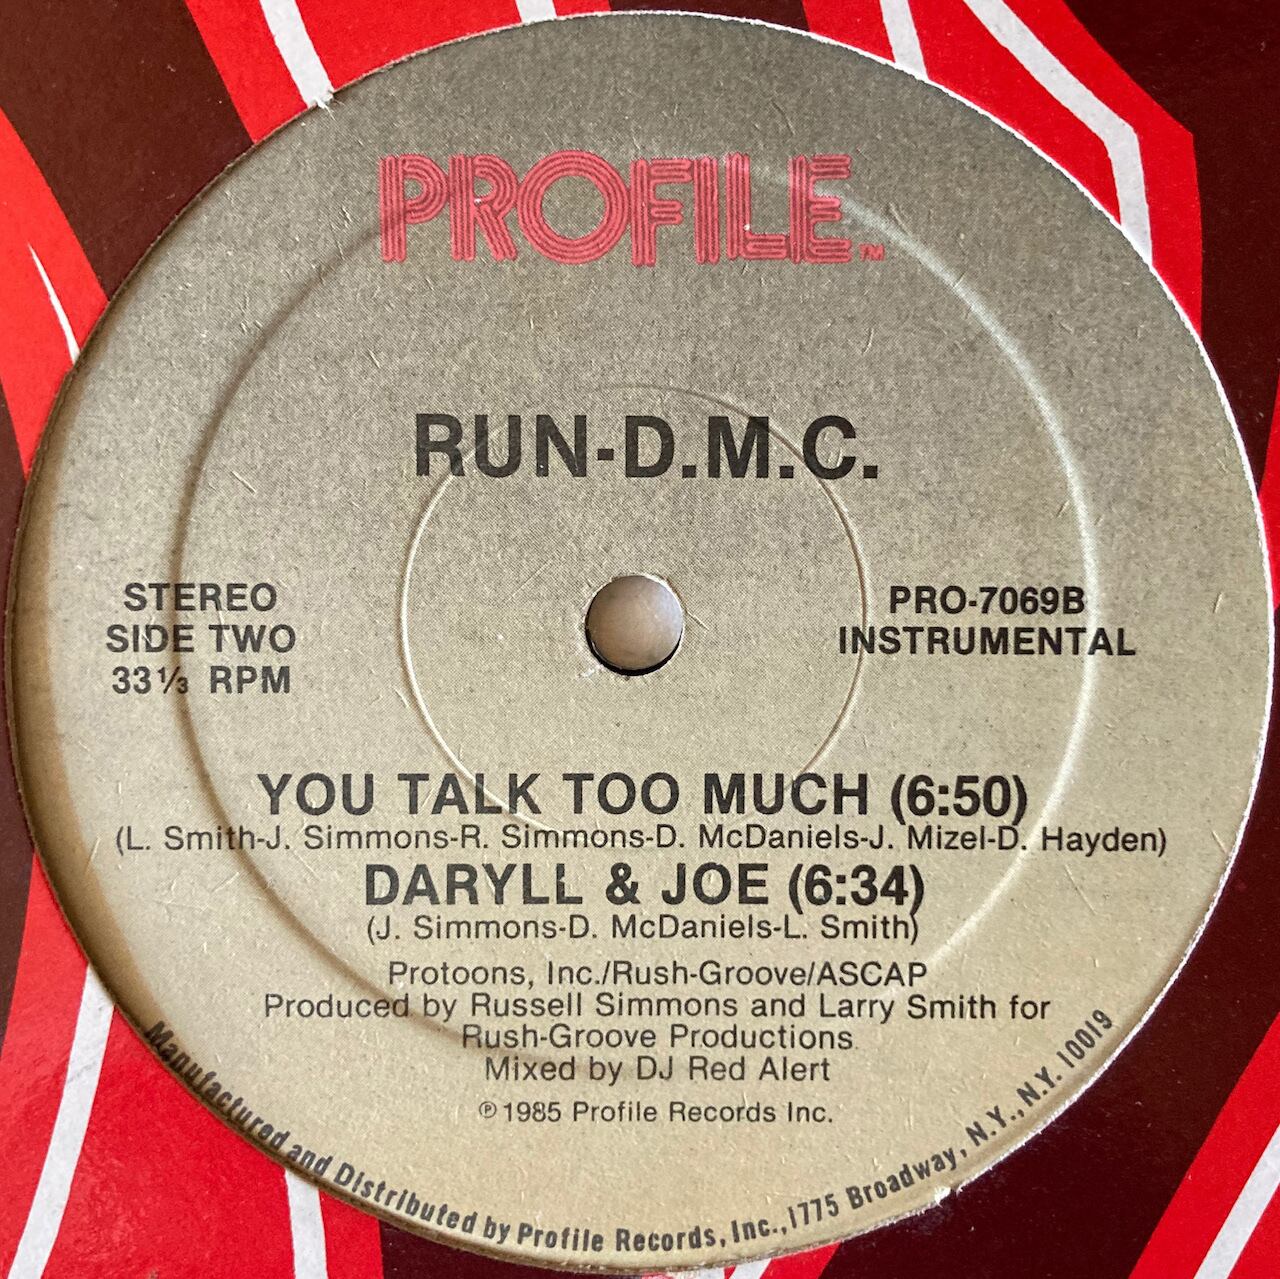 PROFILE™
RUN-D.M.C.
STEREO
SIDE TWO
33⅓ RPM
PRO-7069B
INSTRUMENTAL
YOU TALK TOO MUCH (6:50)
(L. Smith-J. Simmons-R. Simmons-D. McDaniels-J. Mizel-D. Hayden)
DARYLL & JOE (6:34)
(J. Simmons-D. McDaniels-L. Smith)
Protoons, Inc./Rush-Groove/ASCAP
Produced by Russell Simmons and Larry Smith for
Rush-Groove Productions
Mixed by DJ Red Alert
℗1985 Profile Records Inc.
Manufactured and Distributed by Profile Records, Inc., 1775 Broadway, N.Y., N.Y. 10019